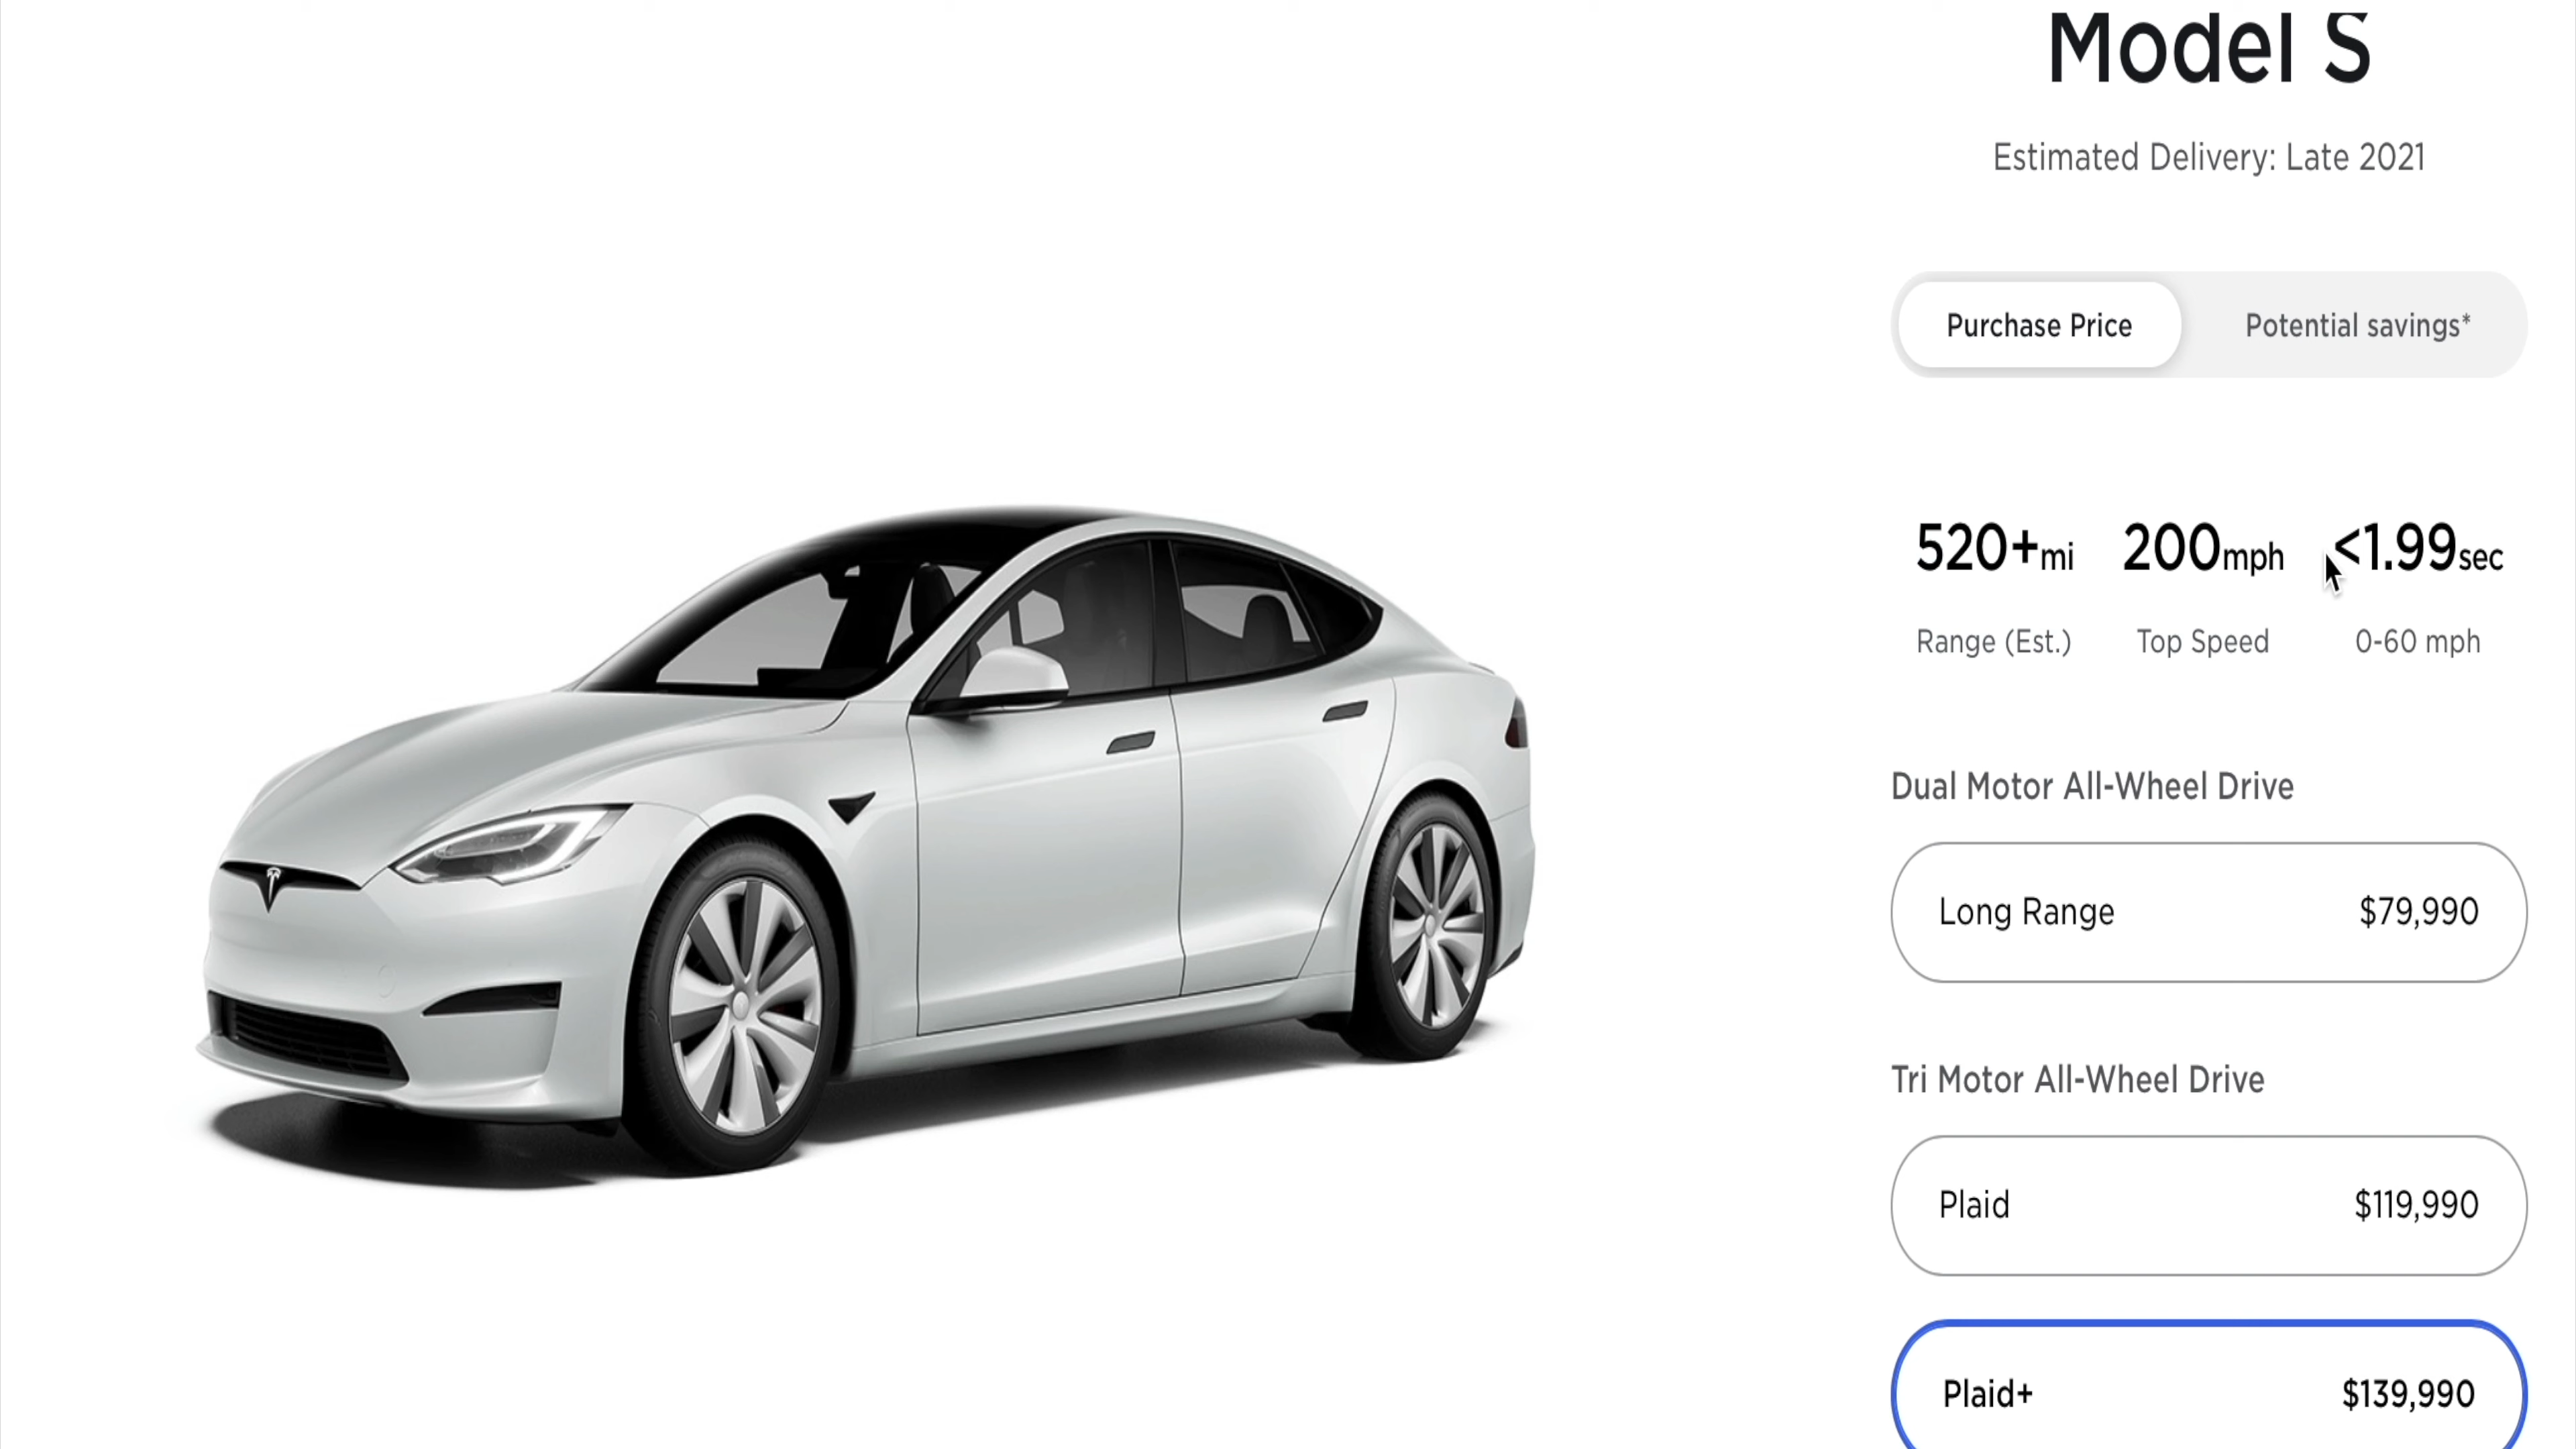 Model S
Estimated Delivery: Late 2021
Purchase Price Potential savings*
520+mi 200mph <1.99sec
Range (Est.) Top Speed 0-60 mph
Dual Motor All-Wheel Drive
Long Range $79,990
Tri Motor All-Wheel Drive
Plaid $119,990
Plaid+ $139,990